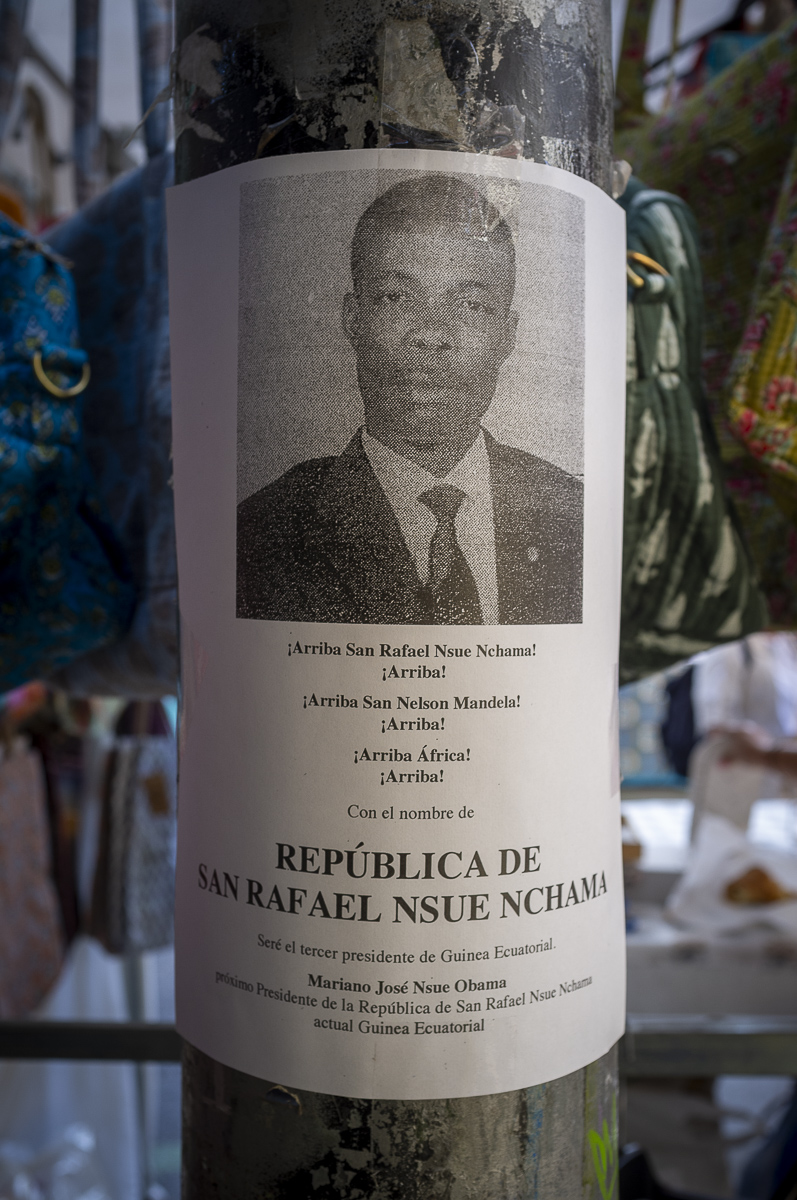 ¡Arriba San Rafael Nsue Nchama!
¡Arriba!
¡Arriba San Nelson Mandela!
¡Arriba!
¡Arriba África!
¡Arriba!
Con el nombre de
REPÚBLICA DE
SAN RAFAEL NSUE NCHAMA
Seré el tercer presidente de Guinea Ecuatorial.
Mariano José Nsue Obama
próximo Presidente de la República de San Rafael Nsue Nchama
actual Guinea Ecuatorial